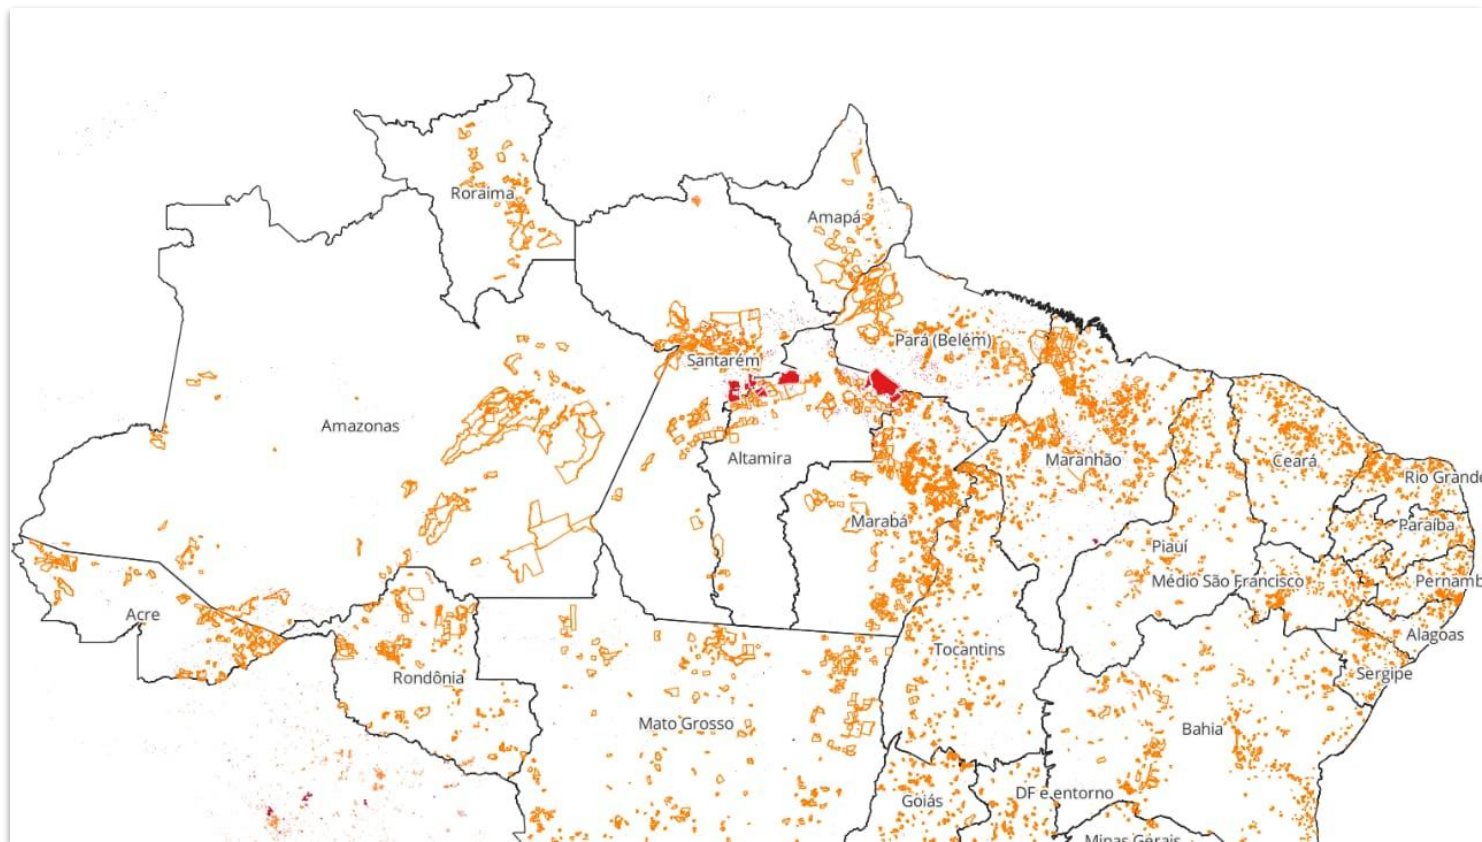 Roraima
Amapá
Pará (Belém)
Santarém
Amazonas
Altamira
Maranhão
Ceará
Rio Grande
Marabá
Paraíba
Piauí
Médio São Francisco
Pernamb
Acre
Alagoas
Tocantins
Sergipe
Rondônia
Mato Grosso
Bahia
Goiás
DF e entorno
Minas Gerais